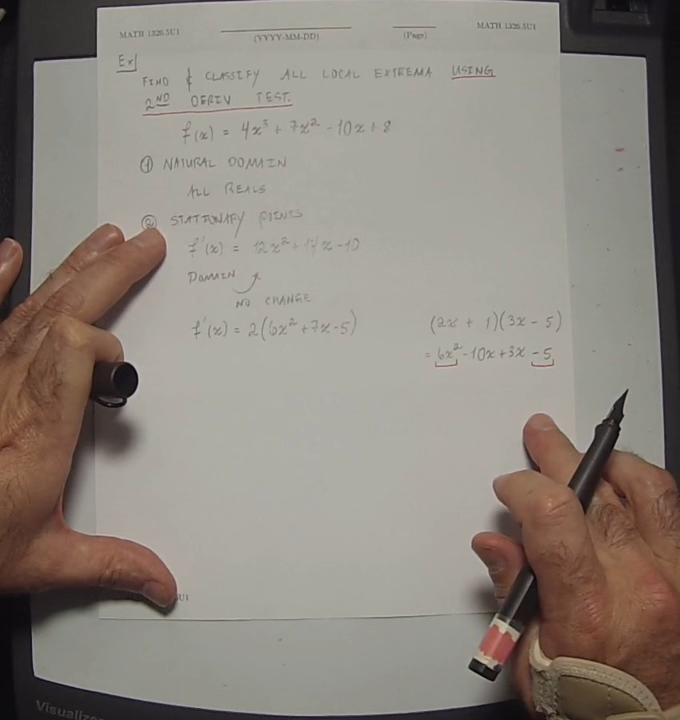 MATH 1326.5U1
(YYYY-MM-DD)
(Page)
MATH 1326.5U1
Ex
FIND & CLASSIFY ALL LOCAL EXTREMA USING
2ND DERIV TEST.
f(x) = 4x³ + 7x² - 10x + 8
① NATURAL DOMAIN
ALL REALS
② STATIONARY POINTS
f'(x) = 12x² + 14x - 10
DOMAIN
NO CHANGE
f'(x) = 2(6x² + 7x - 5)
(2x + 1)(3x - 5)
= 6x² - 10x + 3x - 5
U1
Visualize